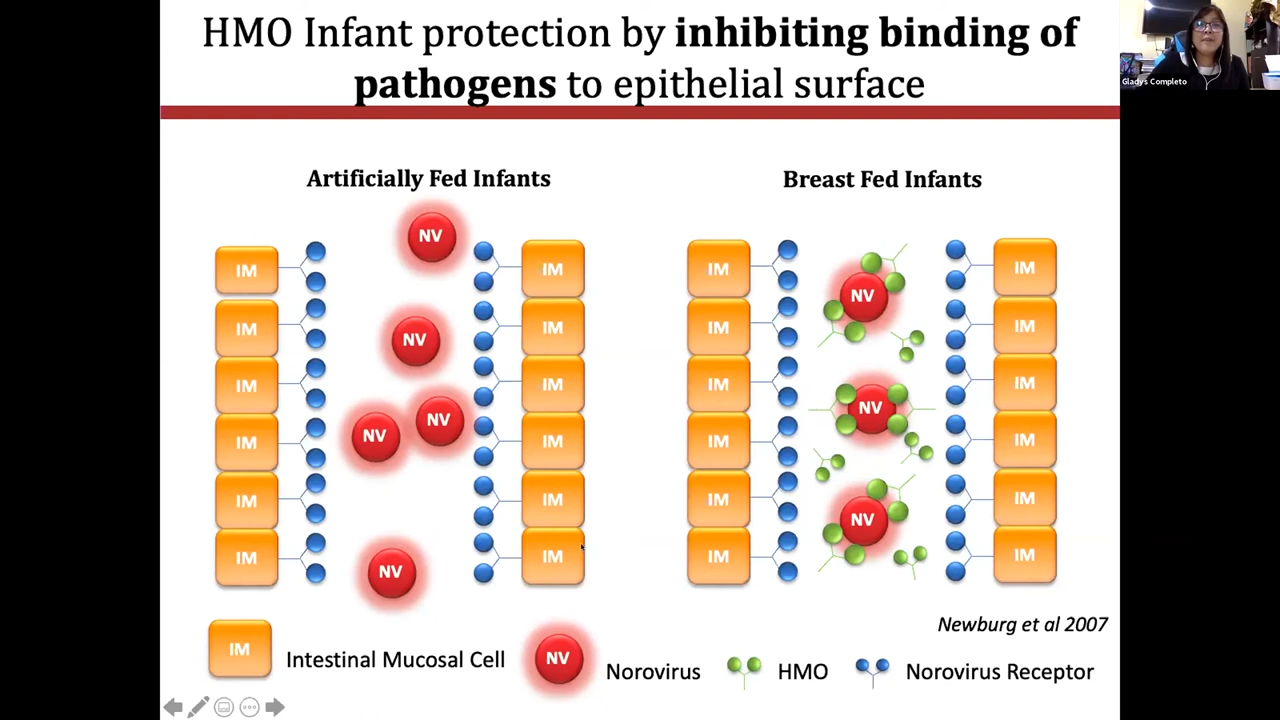 HMO Infant protection by inhibiting binding of
pathogens to epithelial surface
Gladys Completo
Artificially Fed Infants
Breast Fed Infants
NV
IM
IM
IM
IM
NV
IM
IM
IM
IM
NV
IM
IM
IM
IM
NV
NV
NV
IM
IM
IM
IM
IM
IM
IM
IM
NV
IM
IM
IM
IM
NV
Newburg et al 2007
IM
Intestinal Mucosal Cell
NV
Norovirus
HMO
Norovirus Receptor